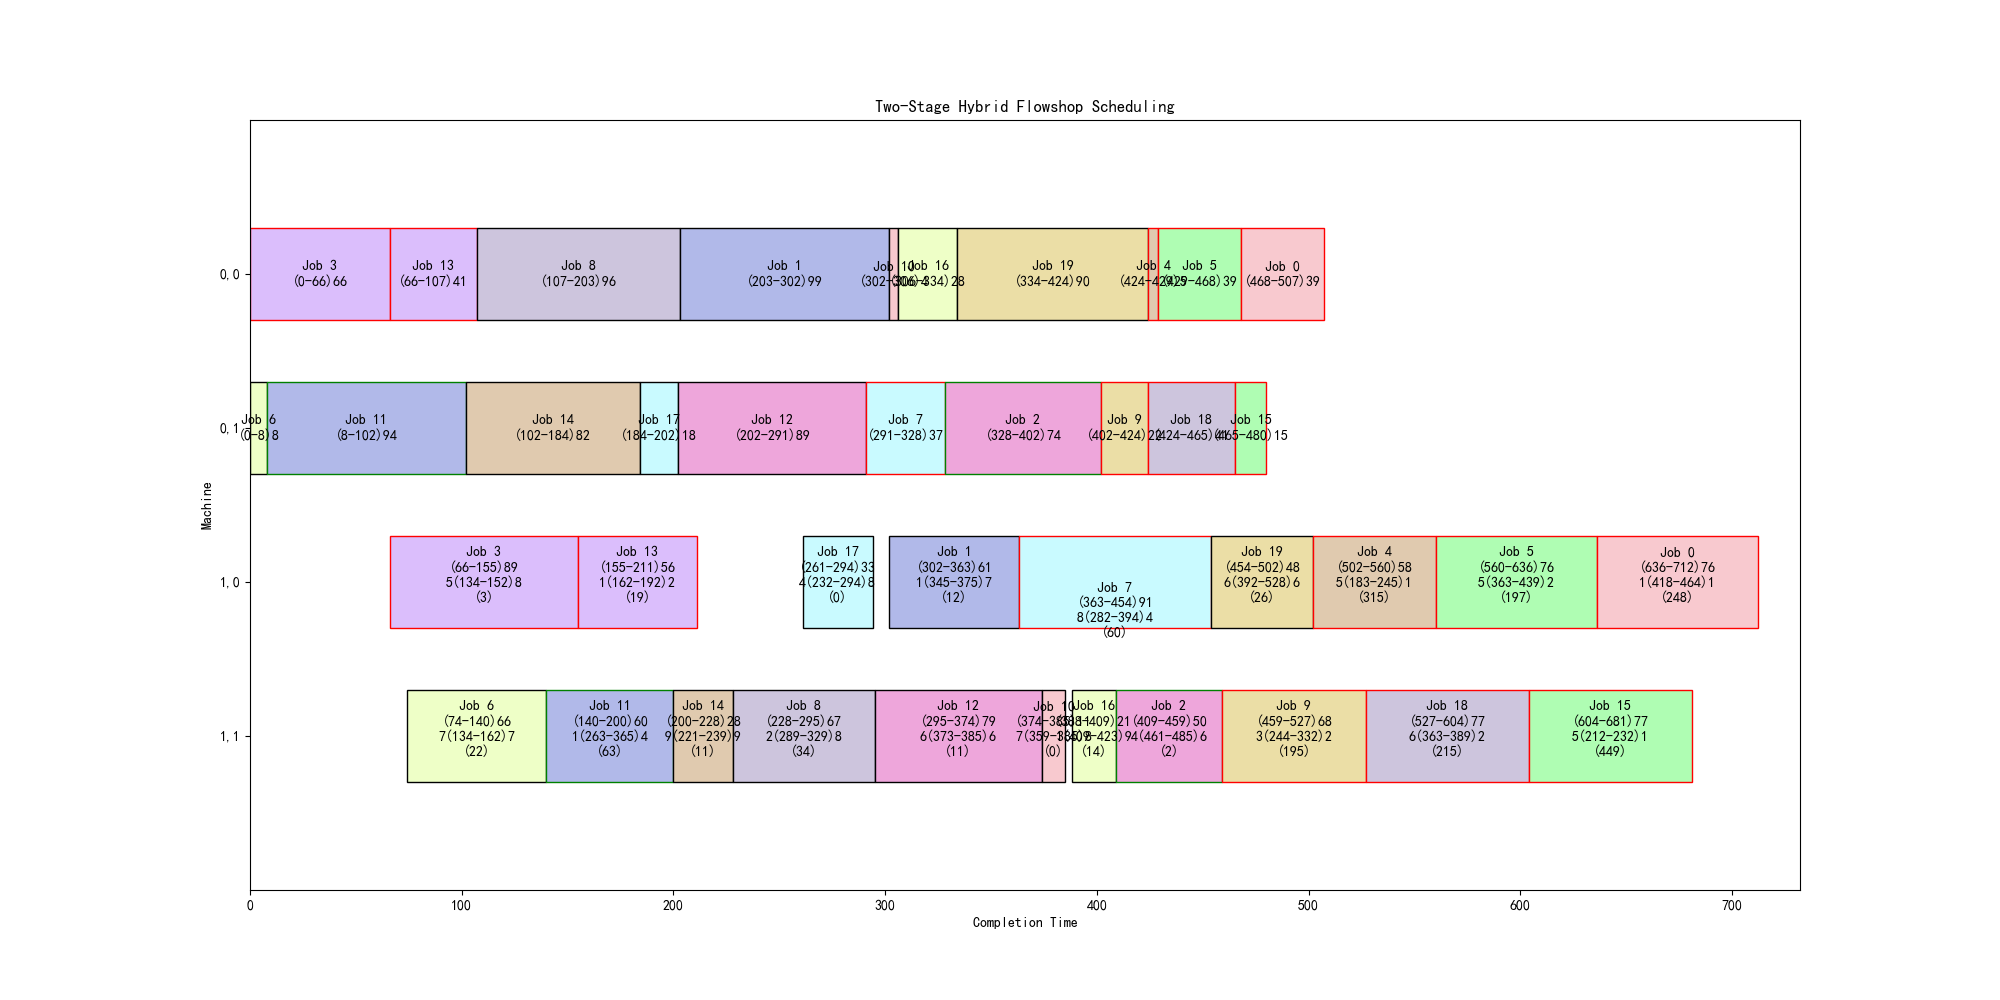 Two-Stage Hybrid Flowshop Scheduling
Machine
0,0
Job 3
(0-66)66
Job 13
(66-107)41
Job 8
(107-203)96
Job 1
(203-302)99
Job 10
Job 16
(306-334)28
Job 19
(334-424)90
Job 4
(424-429)5
Job 5
(429-468)39
Job 0
(468-507)39
0,1
Job 6
(0-8)8
Job 11
(8-102)94
Job 14
(102-184)82
Job 17
(184-202)18
Job 12
(202-291)89
Job 7
(291-328)37
Job 2
(328-402)74
Job 9
(402-424)22
Job 18
(424-465)41
Job 15
(465-480)15
1,0
Job 3
(66-155)89
5(134-152)8
(3)
Job 13
(155-211)56
1(162-192)2
(19)
Job 17
(261-294)33
4(232-294)8
(0)
Job 1
(302-363)61
1(345-375)7
(12)
Job 7
(363-454)91
8(282-394)4
(60)
Job 19
(454-502)48
6(392-528)6
(26)
Job 4
(502-560)58
5(183-245)1
(315)
Job 5
(560-636)76
5(363-439)2
(197)
Job 0
(636-712)76
1(418-464)1
(248)
1,1
Job 6
(74-140)66
7(134-162)7
(22)
Job 11
(140-200)60
1(263-365)4
(63)
Job 14
(200-228)28
9(221-239)9
(11)
Job 8
(228-295)67
2(289-329)8
(34)
Job 12
(295-374)79
6(373-385)6
(11)
Job 10
(0)
Job 16
(388-409)21
(14)
Job 2
(409-459)50
4(461-485)6
(2)
Job 9
(459-527)68
3(244-332)2
(195)
Job 18
(527-604)77
6(363-389)2
(215)
Job 15
(604-681)77
5(212-232)1
(449)
0
100
200
300
400
500
600
700
Completion Time